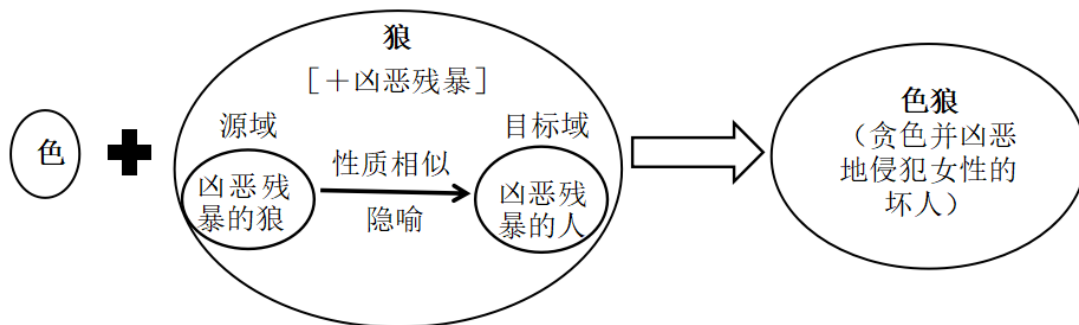 色
狼
[＋凶恶残暴]
源域
凶恶残
暴的狼
性质相似
隐喻
目标域
凶恶残
暴的人
色狼
（贪色并凶恶
地侵犯女性的
坏人）